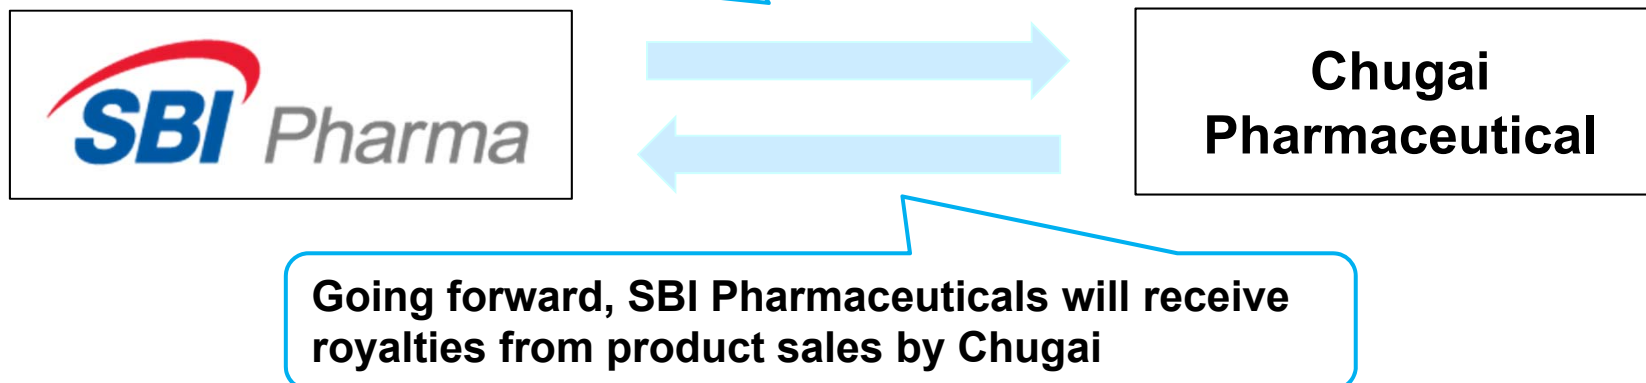 SBI Pharma
Chugai
Pharmaceutical
Going forward, SBI Pharmaceuticals will receive
royalties from product sales by Chugai